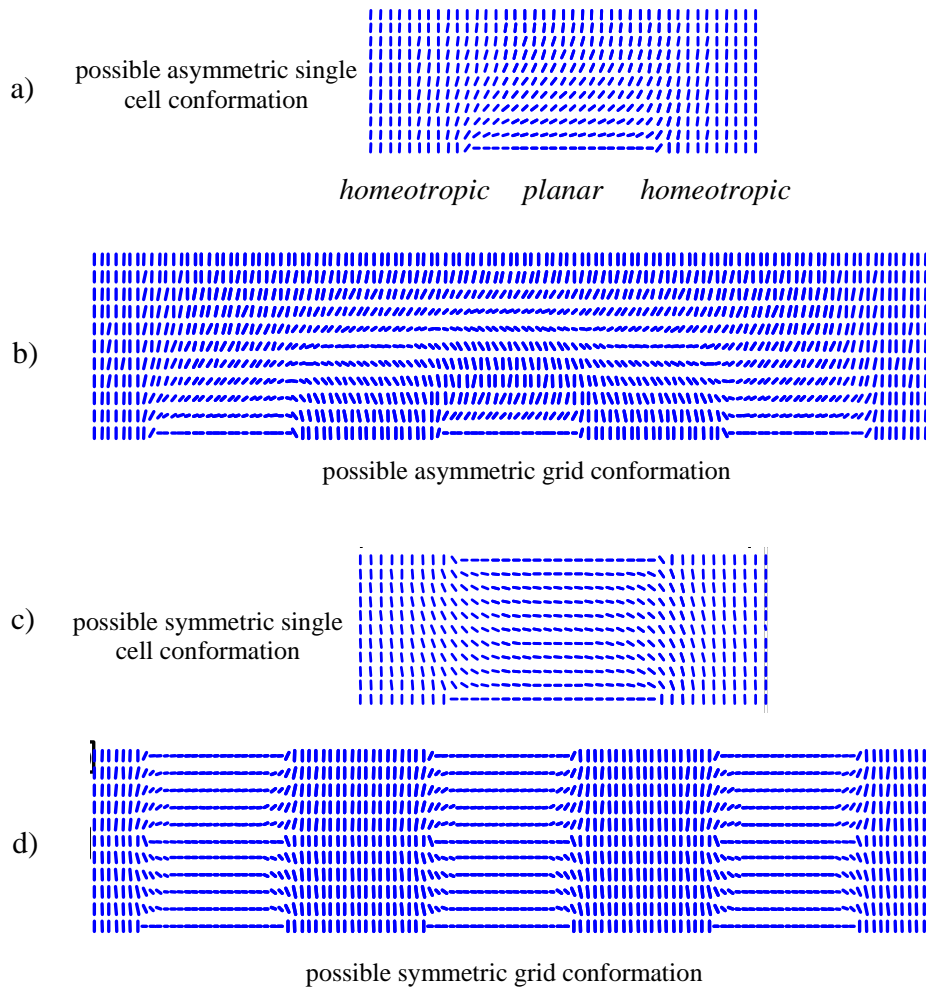 a)
possible asymmetric single
cell conformation
homeotropic planar homeotropic
b)
possible asymmetric grid conformation
c)
possible symmetric single
cell conformation
d)
possible symmetric grid conformation